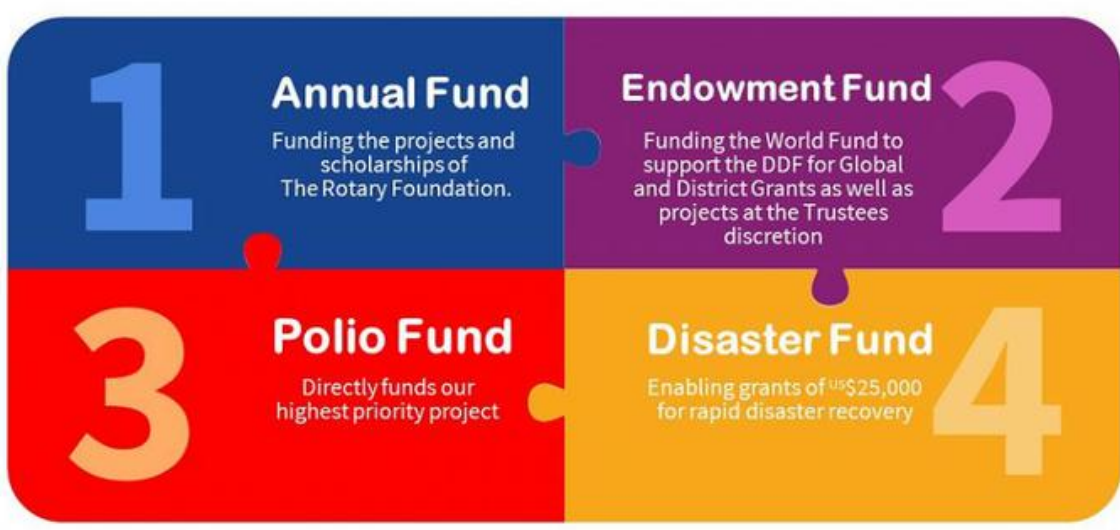 1
Annual Fund
Funding the projects and
scholarships of
The Rotary Foundation.
2
Endowment Fund
Funding the World Fund to
support the DDF for Global
and District Grants as well as
projects at the Trustees
discretion
3
Polio Fund
Directly funds our
highest priority project
4
Disaster Fund
Enabling grants of US$25,000
for rapid disaster recovery